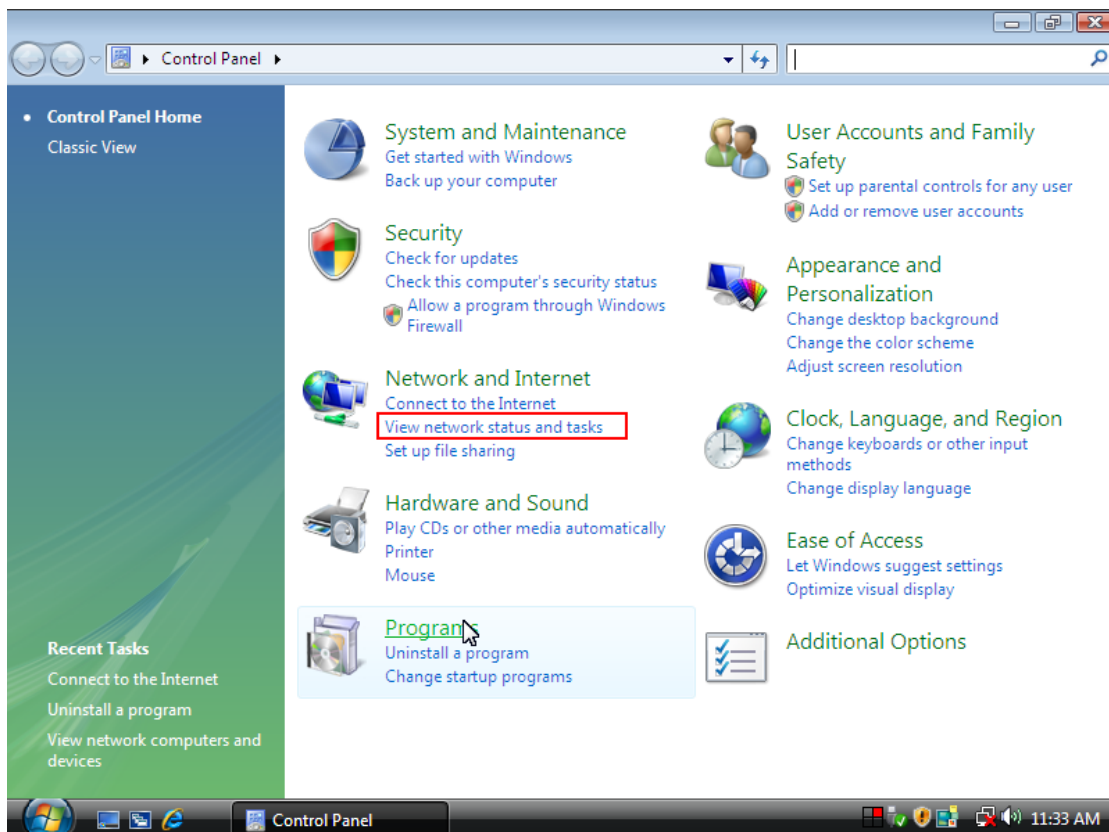 Control Panel
Control Panel Home
Classic View
System and Maintenance
Get started with Windows
Back up your computer
Security
Check for updates
Check this computer's security status
Allow a program through Windows
Firewall
Network and Internet
Connect to the Internet
View network status and tasks
Set up file sharing
Hardware and Sound
Play CDs or other media automatically
Printer
Mouse
Programs
Uninstall a program
Change startup programs
User Accounts and Family
Safety
Set up parental controls for any user
Add or remove user accounts
Appearance and
Personalization
Change desktop background
Change the color scheme
Adjust screen resolution
Clock, Language, and Region
Change keyboards or other input
methods
Change display language
Ease of Access
Let Windows suggest settings
Optimize visual display
Additional Options
Recent Tasks
Connect to the Internet
Uninstall a program
View network computers and
devices
Control Panel
11:33 AM